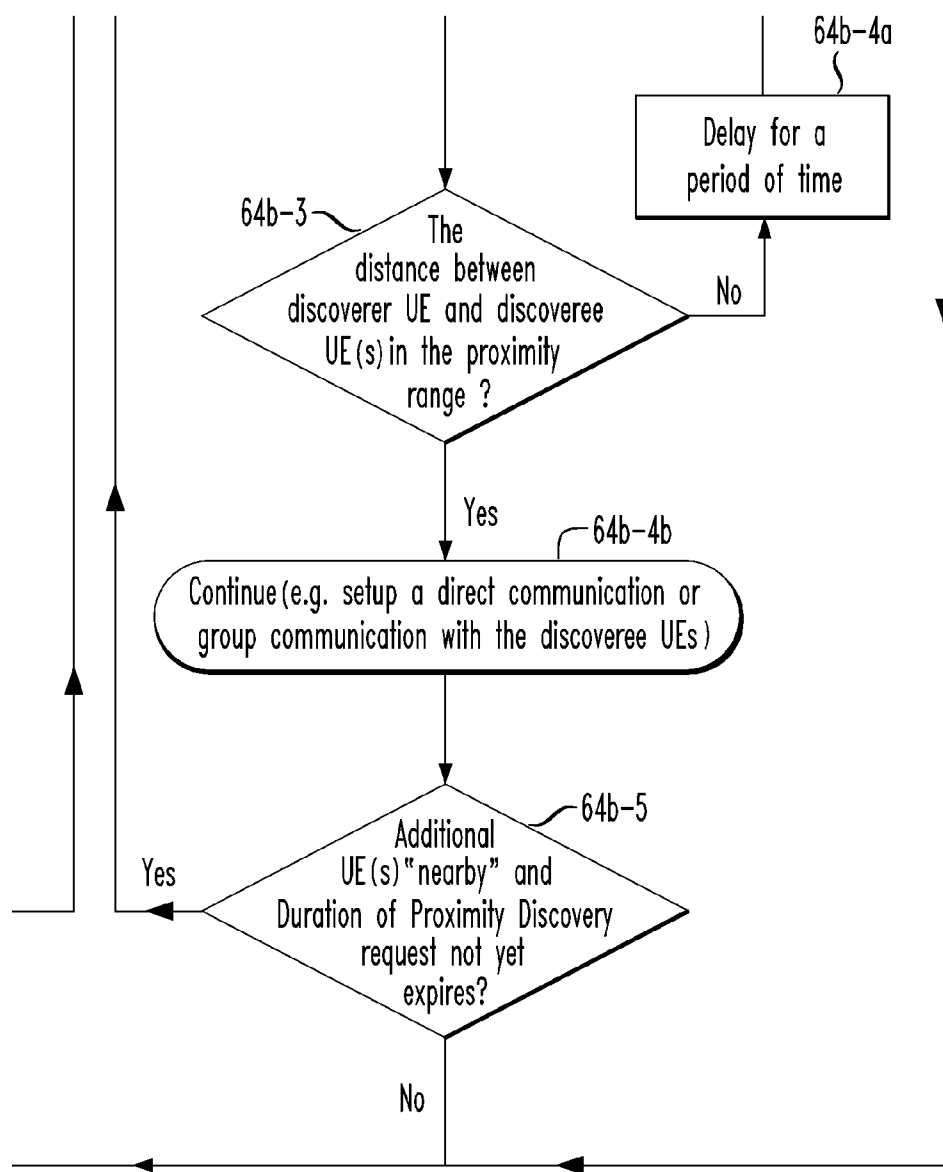 64b-4a
Delay for a
period of time
64b-3
The
distance between
discoverer UE and discoveree
UE(s) in the proximity
range ?
No
Yes
64b-4b
Continue(e.g. setup a direct communication or
group communication with the discoveree UEs)
64b-5
Additional
UE(s)"nearby" and
Duration of Proximity Discovery
request not yet
expires?
Yes
No